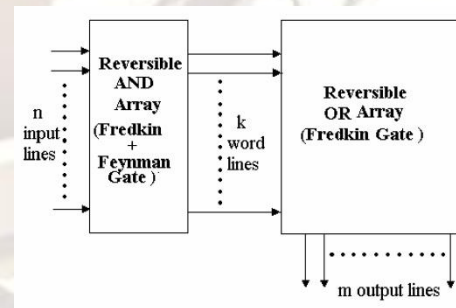 Reversible
AND
Array
(Fredkin
+
Feynman
Gate )
n
input
lines
k
word
lines
Reversible
OR Array
(Fredkin Gate )
m output lines